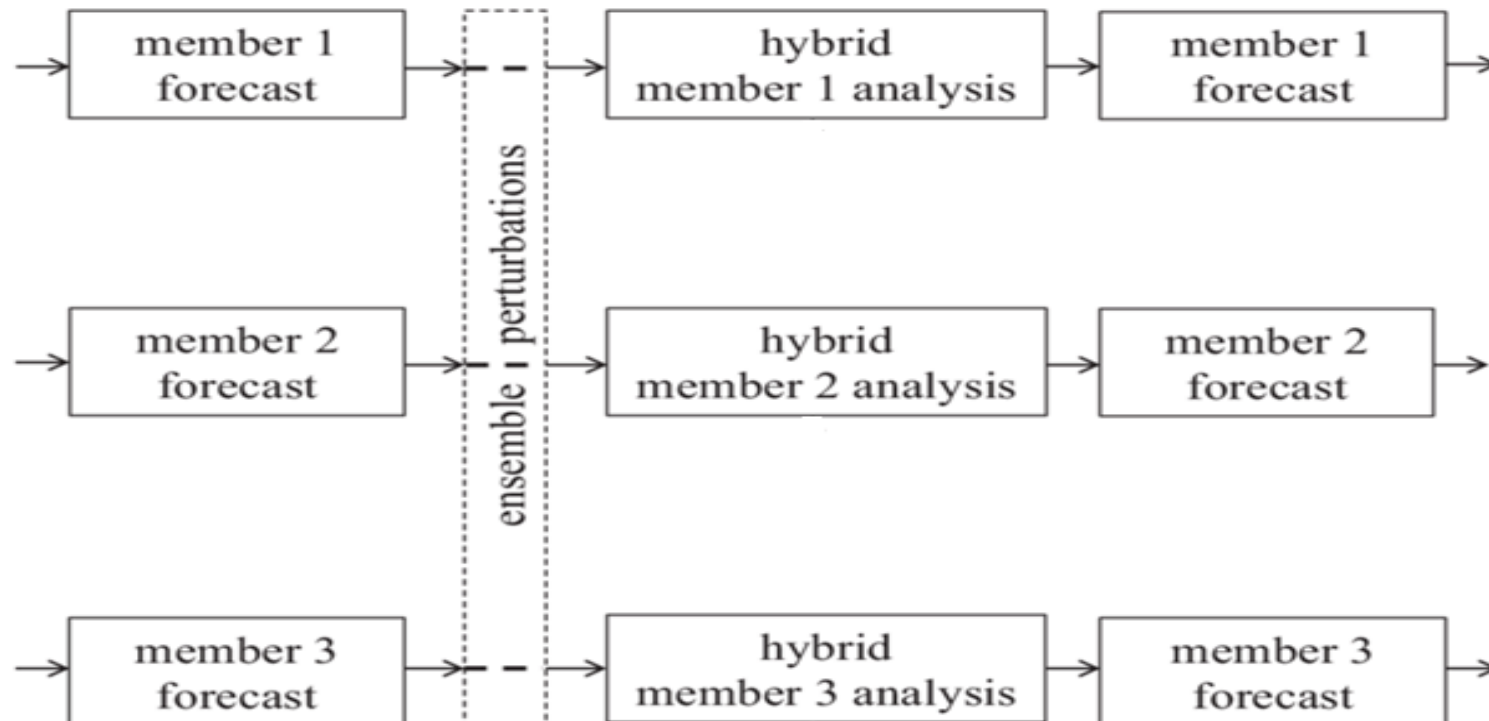 member 1
forecast
hybrid
member 1 analysis
member 1
forecast
ensemble perturbations
member 2
forecast
hybrid
member 2 analysis
member 2
forecast
member 3
forecast
hybrid
member 3 analysis
member 3
forecast